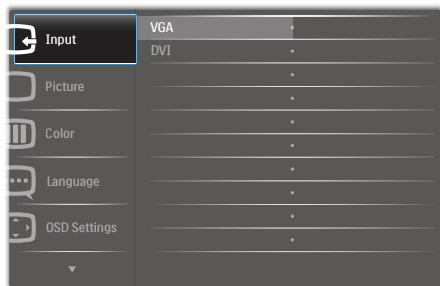 Input
Picture
Color
Language
OSD Settings
VGA
DVI